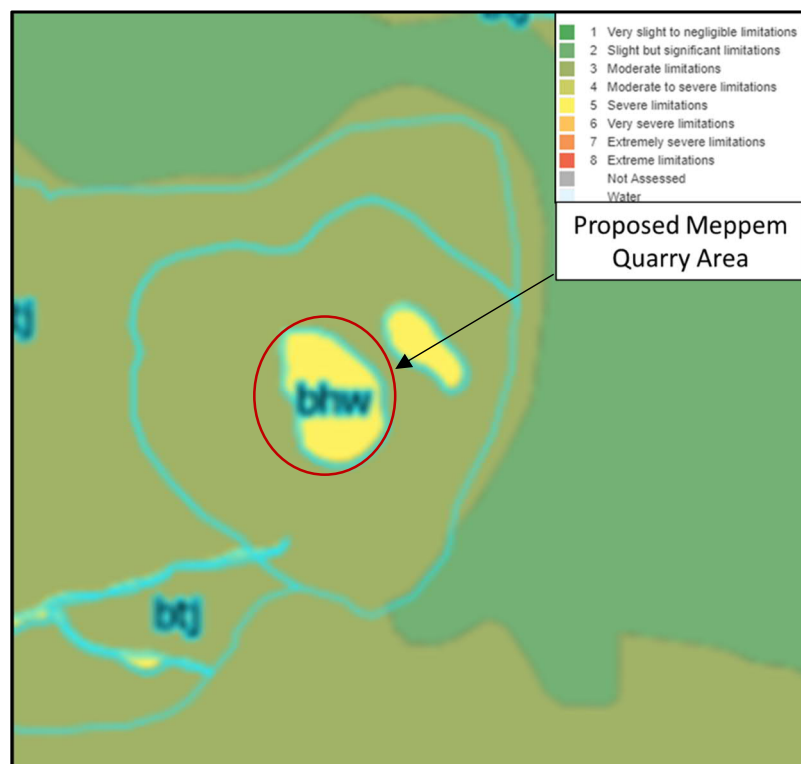 1 Very slight to negligible limitations
2 Slight but significant limitations
3 Moderate limitations
4 Moderate to severe limitations
5 Severe limitations
6 Very severe limitations
7 Extremely severe limitations
8 Extreme limitations
Not Assessed
Water
Proposed Meppem
Quarry Area
bhw
btj